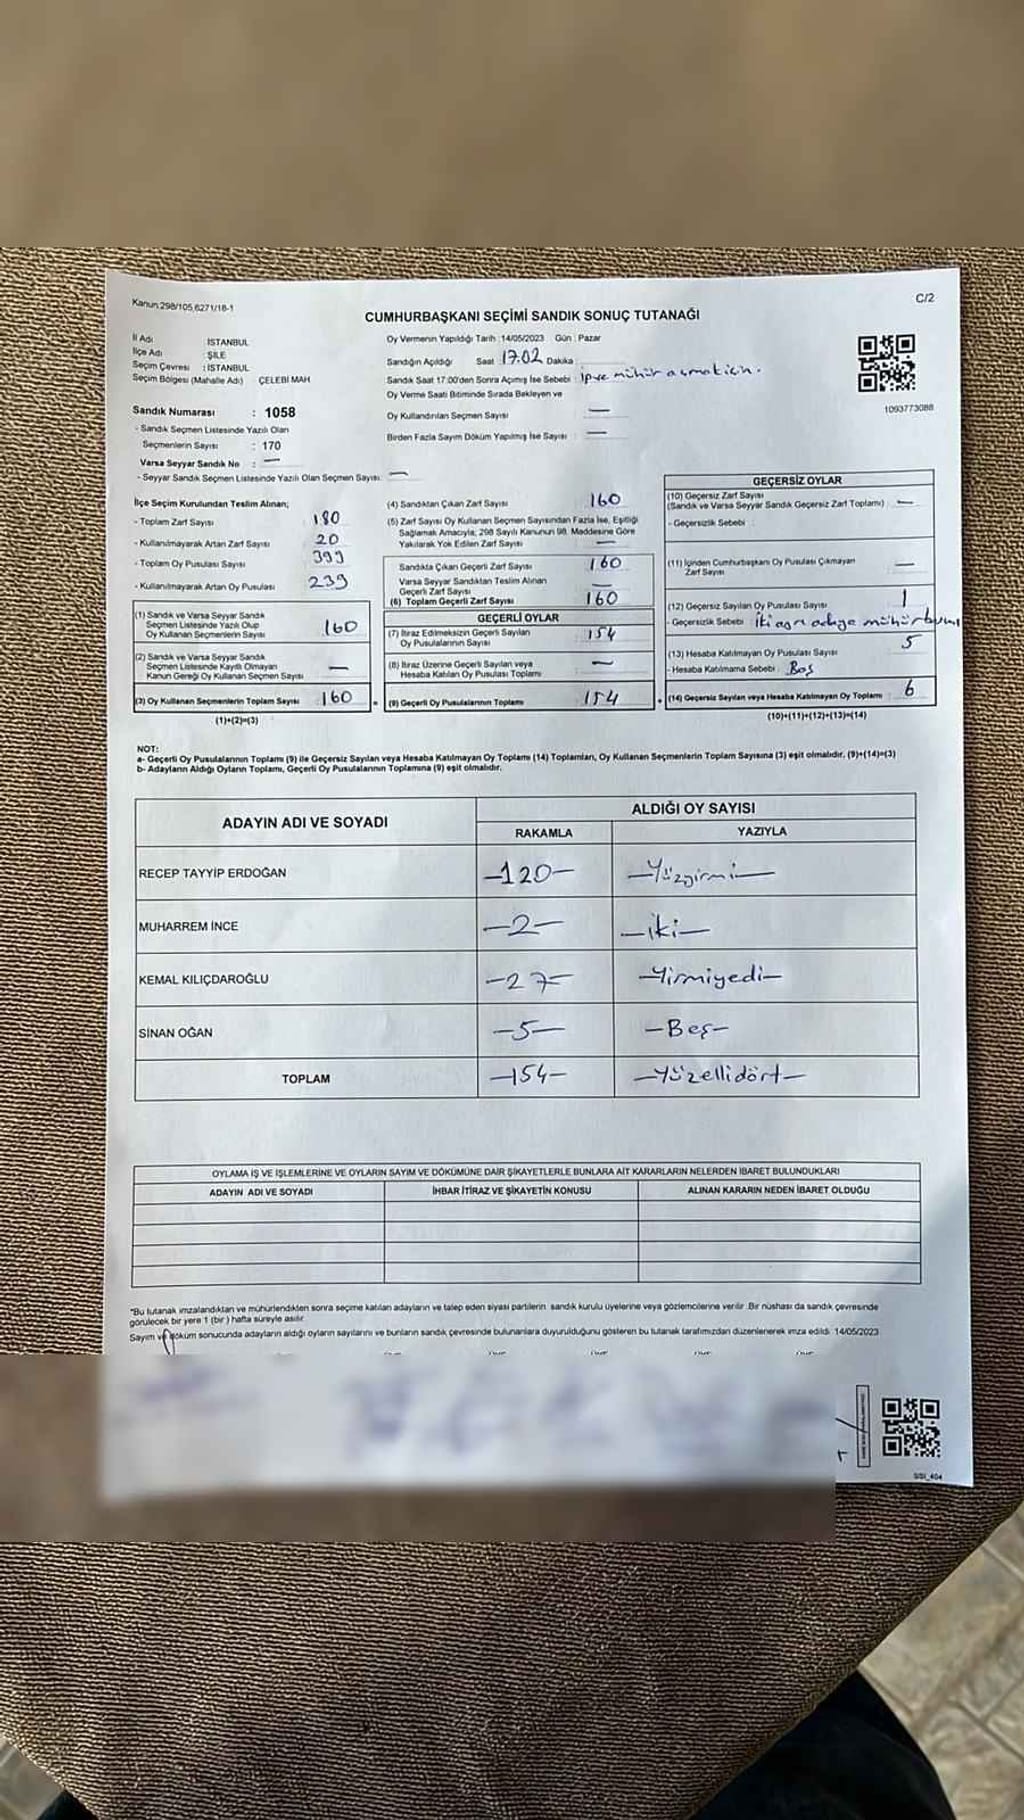 Kanun:298/105,6271/18-1
C/2
CUMHURBAŞKANI SEÇİMİ SANDIK SONUÇ TUTANAĞI
İl Adı : İSTANBUL
İlçe Adı : ŞİLE
Seçim Çevresi : İSTANBUL
Seçim Bölgesi (Mahalle Adı) ÇELEBİ MAH
Sandık Numarası : 1058
- Sandık Seçmen Listesinde Yazılı Olan
Seçmenlerin Sayısı : 170
Varsa Seyyar Sandık No : —
- Seyyar Sandık Seçmen Listesinde Yazılı Olan Seçmen Sayısı: —
Oy Vermenin Yapıldığı Tarih :14/05/2023 Gün : Pazar
Sandığın Açıldığı Saat 17.02 Dakika
Sandık Saat 17:00'den Sonra Açmış İse Sebebi : ip ve mühür açmak için.
Oy Verme Saati Bitiminde Sırada Bekleyen ve
Oy Kullandırılan Seçmen Sayısı —
Birden Fazla Sayım Döküm Yapılmış İse Sayısı : —
1093773088
İlçe Seçim Kurulundan Teslim Alınan;
- Toplam Zarf Sayısı 180
- Kullanılmayarak Artan Zarf Sayısı 20
- Toplam Oy Pusulası Sayısı 399
- Kullanılmayarak Artan Oy Pusulası 239
(1) Sandık ve Varsa Seyyar Sandık
Seçmen Listesinde Yazılı Olup
Oy Kullanan Seçmenlerin Sayısı 160
(2) Sandık ve Varsa Seyyar Sandık
Seçmen Listesinde Kayıtlı Olmayan
Kanun Gereği Oy Kullanan Seçmen Sayısı —
(3) Oy Kullanan Seçmenlerin Toplam Sayısı 160
(1)+(2)=(3)
(4) Sandıktan Çıkan Zarf Sayısı 160
(5) Zarf Sayısı Oy Kullanan Seçmen Sayısından Fazla İse, Eşitliği
Sağlamak Amacıyla; 298 Sayılı Kanunun 98. Maddesine Göre
Yakılarak Yok Edilen Zarf Sayısı —
Sandıkta Çıkan Geçerli Zarf Sayısı 160
Varsa Seyyar Sandıktan Teslim Alınan
Geçerli Zarf Sayısı —
(6) Toplam Geçerli Zarf Sayısı 160
GEÇERLİ OYLAR
(7) İtiraz Edilmeksizin Geçerli Sayılan
Oy Pusulalarının Sayısı 154
(8) İtiraz Üzerine Geçerli Sayılan veya
Hesaba Katılan Oy Pusulası Toplamı —
(9) Geçerli Oy Pusulalarının Toplamı 154
GEÇERSİZ OYLAR
(10) Geçersiz Zarf Sayısı
(Sandık ve Varsa Seyyar Sandık Geçersiz Zarf Toplamı) —
- Geçersizlik Sebebi :
(11) İçinden Cumhurbaşkanı Oy Pusulası Çıkmayan
Zarf Sayısı —
(12) Geçersiz Sayılan Oy Pusulası Sayısı 1
- Geçersizlik Sebebi : İki ayrı adaya mühür
(13) Hesaba Katılmayan Oy Pusulası Sayısı 5
- Hesaba Katılmama Sebebi : Boş
(14) Geçersiz Sayılan veya Hesaba Katılmayan Oy Toplamı 6
(10)+(11)+(12)+(13)=(14)
NOT:
a- Geçerli Oy Pusulalarının Toplamı (9) ile Geçersiz Sayılan veya Hesaba Katılmayan Oy Toplamı (14) Toplamları, Oy Kullanan Seçmenlerin Toplam Sayısına (3) eşit olmalıdır. (9)+(14)=(3)
b- Adayların Aldığı Oyların Toplamı, Geçerli Oy Pusulalarının Toplamına (9) eşit olmalıdır.
ADAYIN ADI VE SOYADI
ALDIĞI OY SAYISI
RAKAMLA YAZIYLA
RECEP TAYYİP ERDOĞAN —120— —Yüzyirmi—
MUHARREM İNCE —2— —iki—
KEMAL KILIÇDAROĞLU —27— —Yirmiyedi—
SİNAN OĞAN —5— —Beş—
TOPLAM —154— —Yüzellidört—
OYLAMA İŞ VE İŞLEMLERİNE VE OYLARIN SAYIM VE DÖKÜMÜNE DAİR ŞİKAYETLERLE BUNLARA AİT KARARLARIN NELERDEN İBARET BULUNDUKLARI
ADAYIN ADI VE SOYADI İHBAR İTİRAZ VE ŞİKAYETİN KONUSU ALINAN KARARIN NEDEN İBARET OLDUĞU
*Bu tutanak imzalandıktan ve mühürlendikten sonra seçime katılan adayların ve talep eden siyasi partilerin sandık kurulu üyelerine veya gözlemcilerine verilir. Bir nüshası da sandık çevresinde
görülecek bir yere 1 (bir) hafta süreyle asılır.
Sayım ve döküm sonucunda adayların aldığı oyların sayılarını ve bunların sandık çevresinde bulunanlara duyurulduğunu gösteren bu tutanak tarafımızdan düzenlenerek imza edildi. 14/05/2023